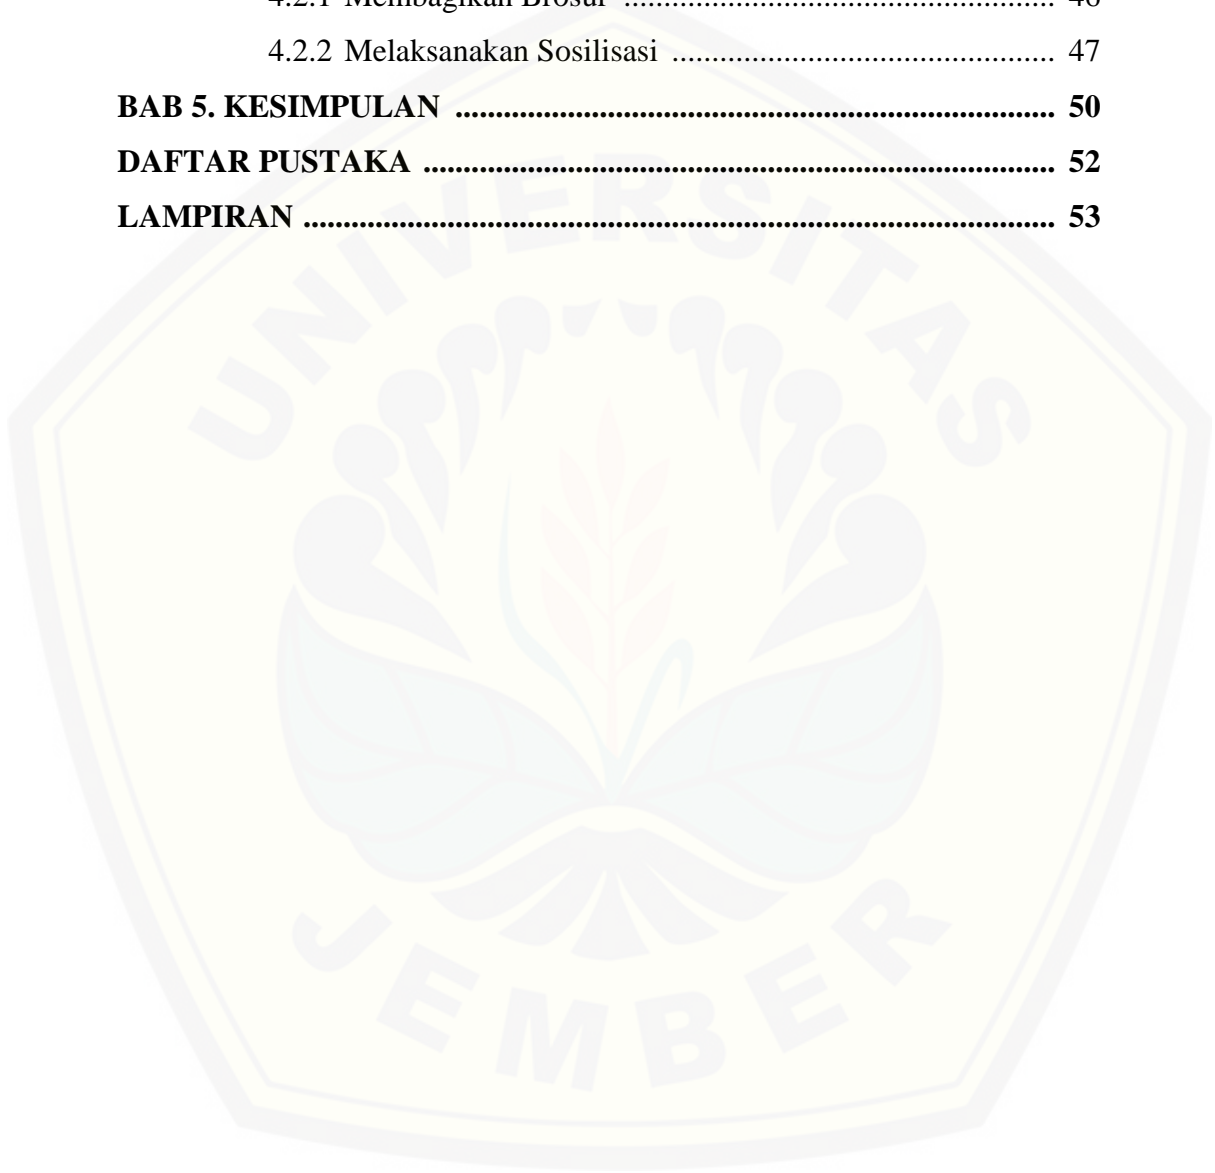 4.2.1 Membagikan Brosur ..................................................... 46
4.2.2 Melaksanakan Sosilisasi ............................................... 47
BAB 5. KESIMPULAN .......................................................................... 50
DAFTAR PUSTAKA .............................................................................. 52
LAMPIRAN ............................................................................................. 53
UNIVERSITAS
JEMBER